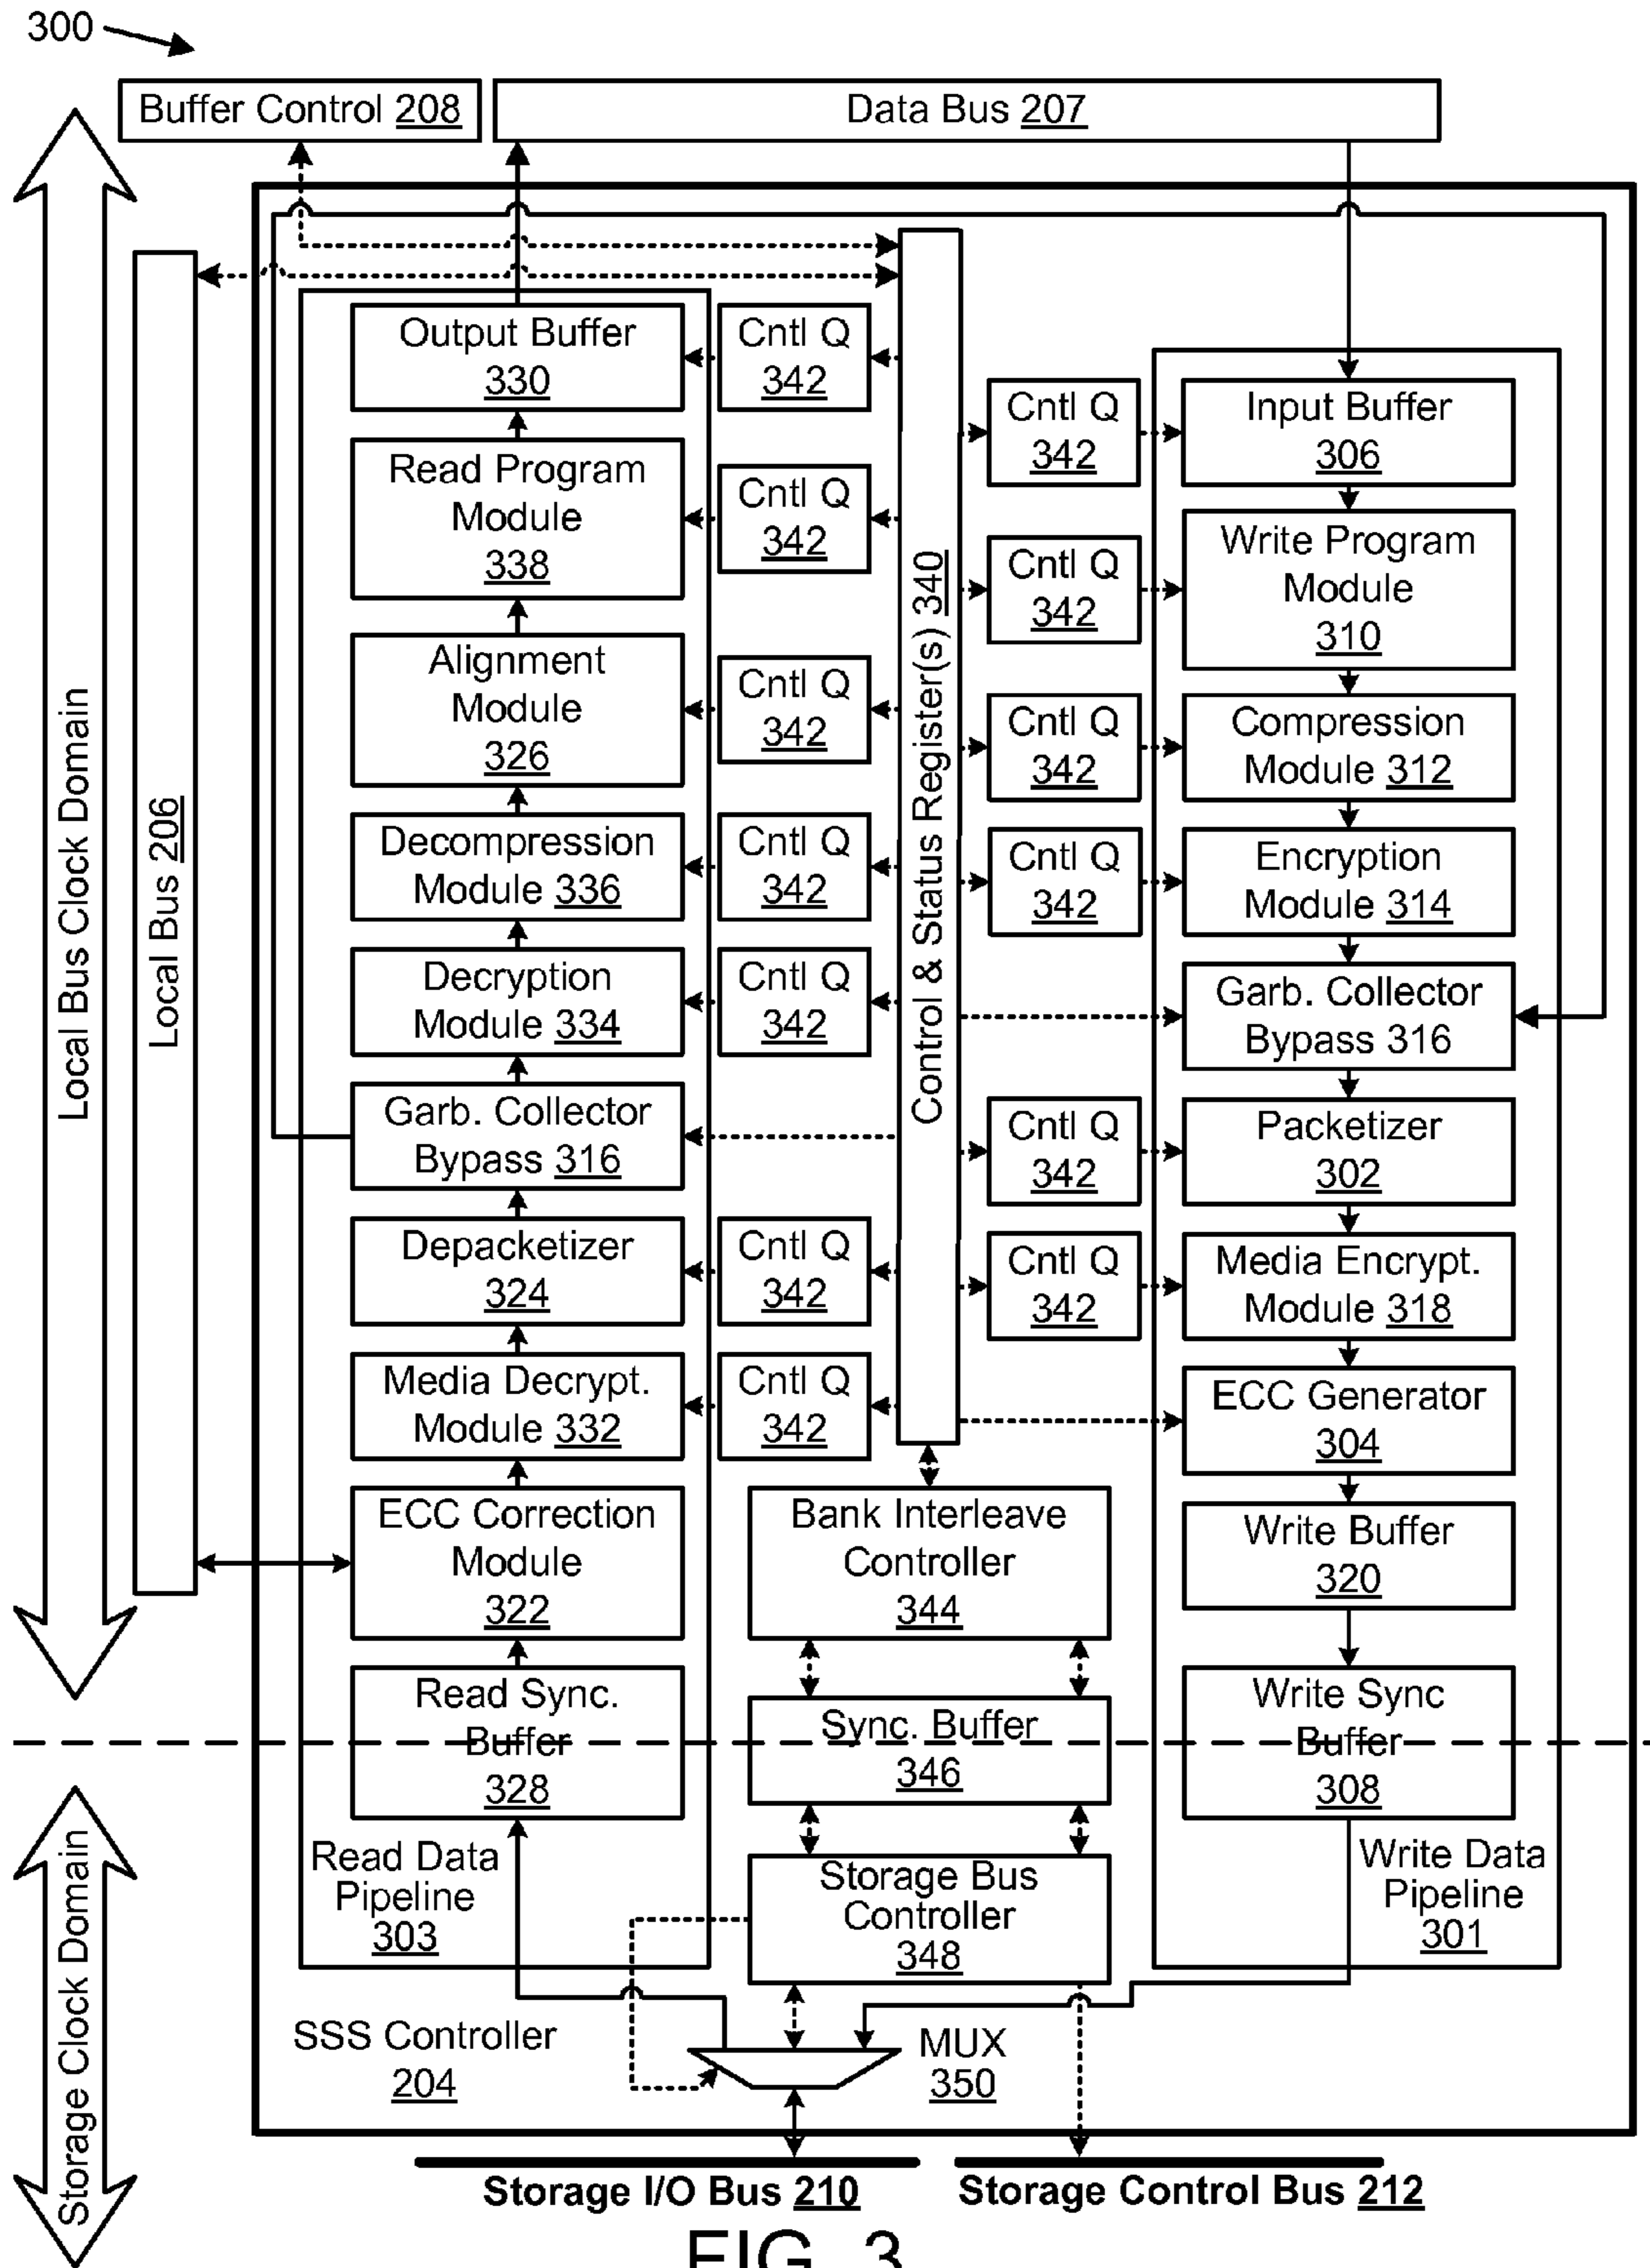 300
Buffer Control 208
Data Bus 207
Local Bus Clock Domain
Local Bus 206
Output Buffer
330
Cntl Q
342
Read Program
Module
338
Cntl Q
342
Alignment
Module
326
Cntl Q
342
Decompression
Module 336
Cntl Q
342
Decryption
Module 334
Cntl Q
342
Garb. Collector
Bypass 316
Depacketizer
324
Cntl Q
342
Media Decrypt.
Module 332
Cntl Q
342
ECC Correction
Module
322
Read Sync.
Buffer
328
Read Data
Pipeline
303
Control & Status Register(s) 340
Cntl Q
342
Input Buffer
306
Cntl Q
342
Write Program
Module
310
Cntl Q
342
Compression
Module 312
Cntl Q
342
Encryption
Module 314
Garb. Collector
Bypass 316
Cntl Q
342
Packetizer
302
Cntl Q
342
Media Encrypt.
Module 318
ECC Generator
304
Write Buffer
320
Write Sync
Buffer
308
Write Data
Pipeline
301
Bank Interleave
Controller
344
Sync. Buffer
346
Storage Bus
Controller
348
Storage Clock Domain
SSS Controller
204
MUX
350
Storage I/O Bus 210
Storage Control Bus 212
FIG. 3